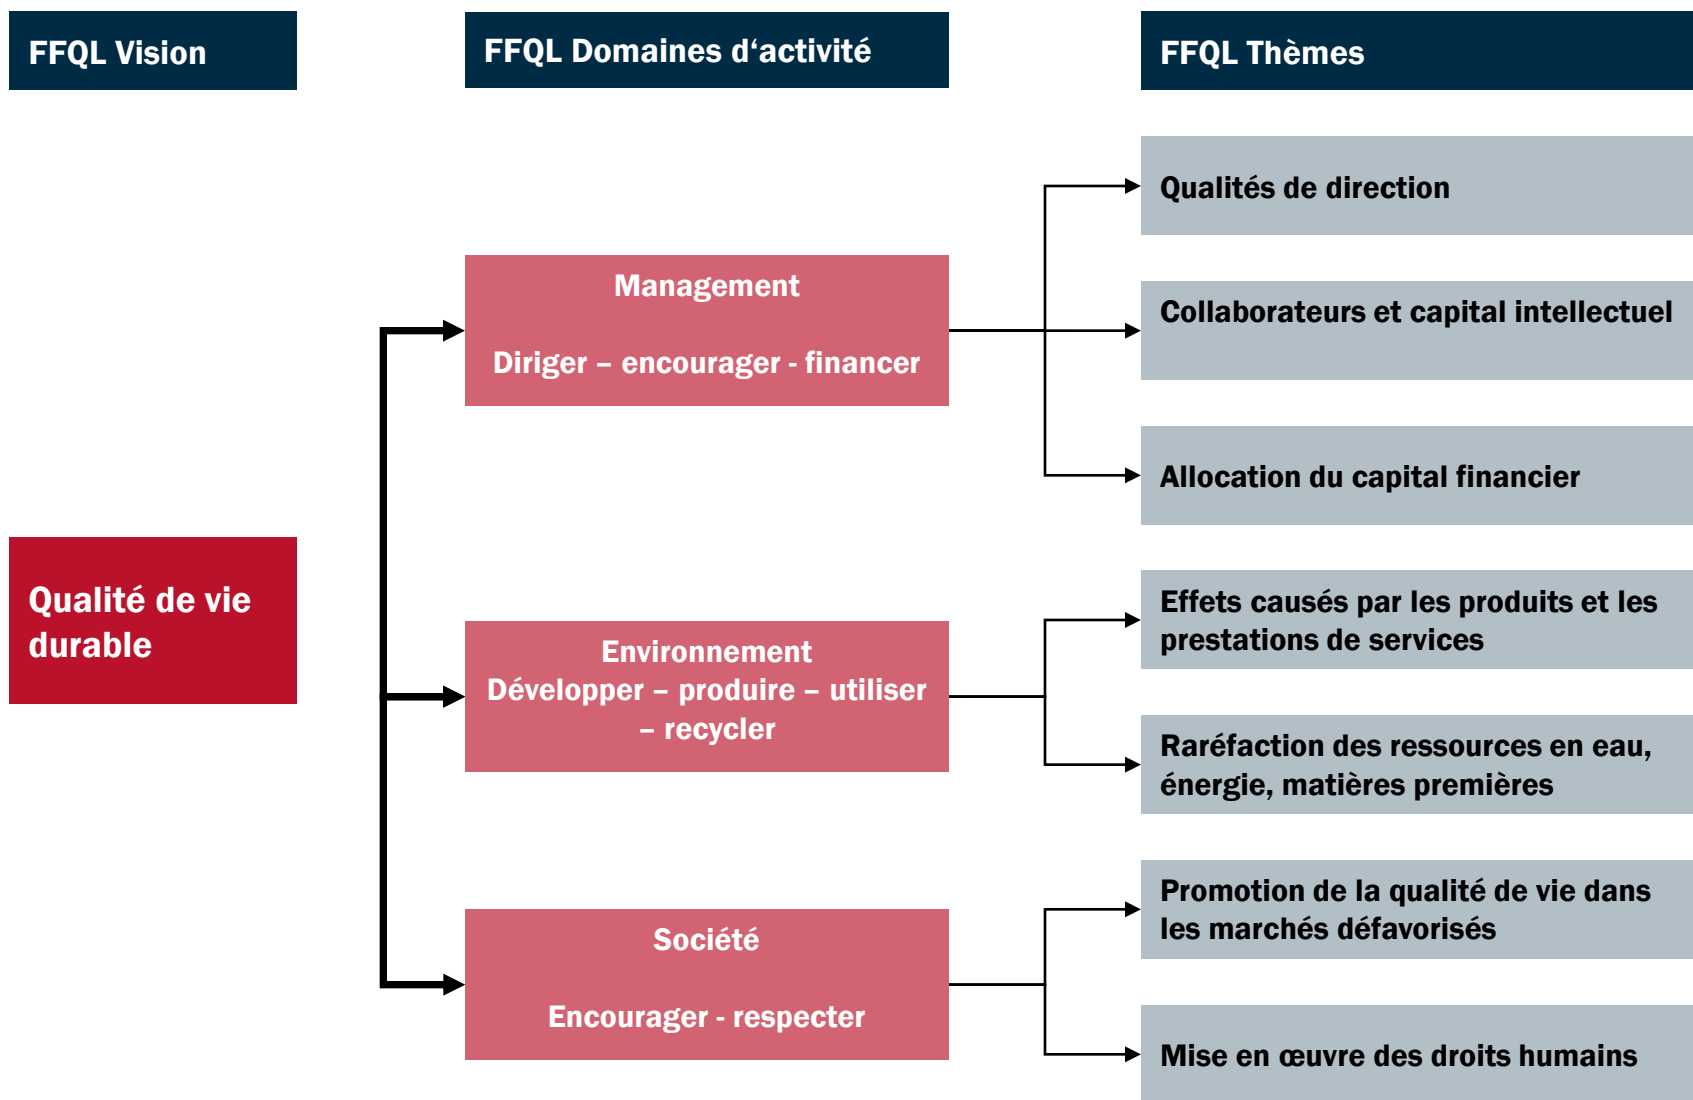 FFQL Vision
FFQL Domaines d‘activité
FFQL Thèmes
Qualité de vie
durable
Management
Diriger – encourager - financer
Environnement
Développer – produire – utiliser
– recycler
Société
Encourager - respecter
Qualités de direction
Collaborateurs et capital intellectuel
Allocation du capital financier
Effets causés par les produits et les
prestations de services
Raréfaction des ressources en eau,
énergie, matières premières
Promotion de la qualité de vie dans
les marchés défavorisés
Mise en œuvre des droits humains